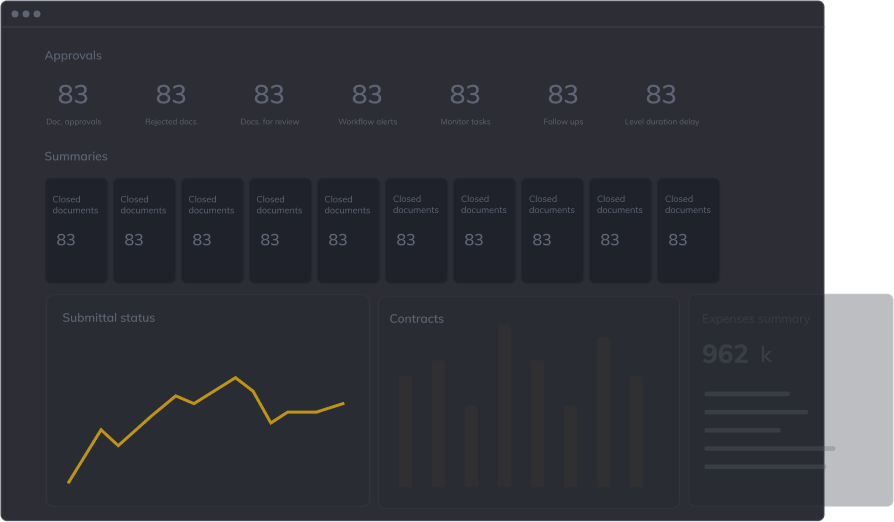 Approvals
83 83 83 83 83 83 83
Doc. approvals Rejected docs. Docs. for review Workflow alerts Monitor tasks Follow ups Level duration delay
Summaries
Closed Closed Closed Closed Closed Closed Closed Closed Closed Closed
documents documents documents documents documents documents documents documents documents documents
83 83 83 83 83 83 83 83 83 83
Submittal status
Contracts
Expenses summary
962 k